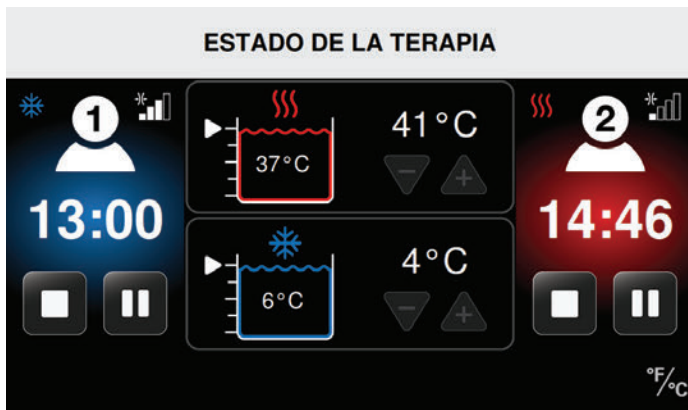 ESTADO DE LA TERAPIA
1
13:00
41°C
37°C
4°C
6°C
2
14:46
°F/°C